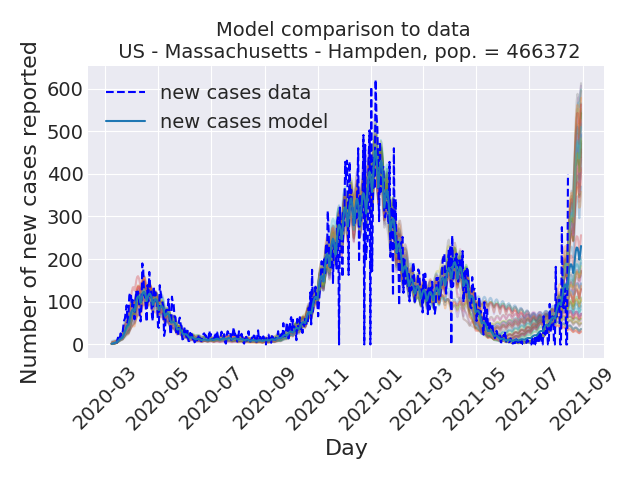 Model comparison to data
US - Massachusetts - Hampden, pop. = 466372
Number of new cases reported
600
500
400
300
200
100
0
new cases data
new cases model
2020-03
2020-05
2020-07
2020-09
2020-11
2021-01
2021-03
2021-05
2021-07
2021-09
Day